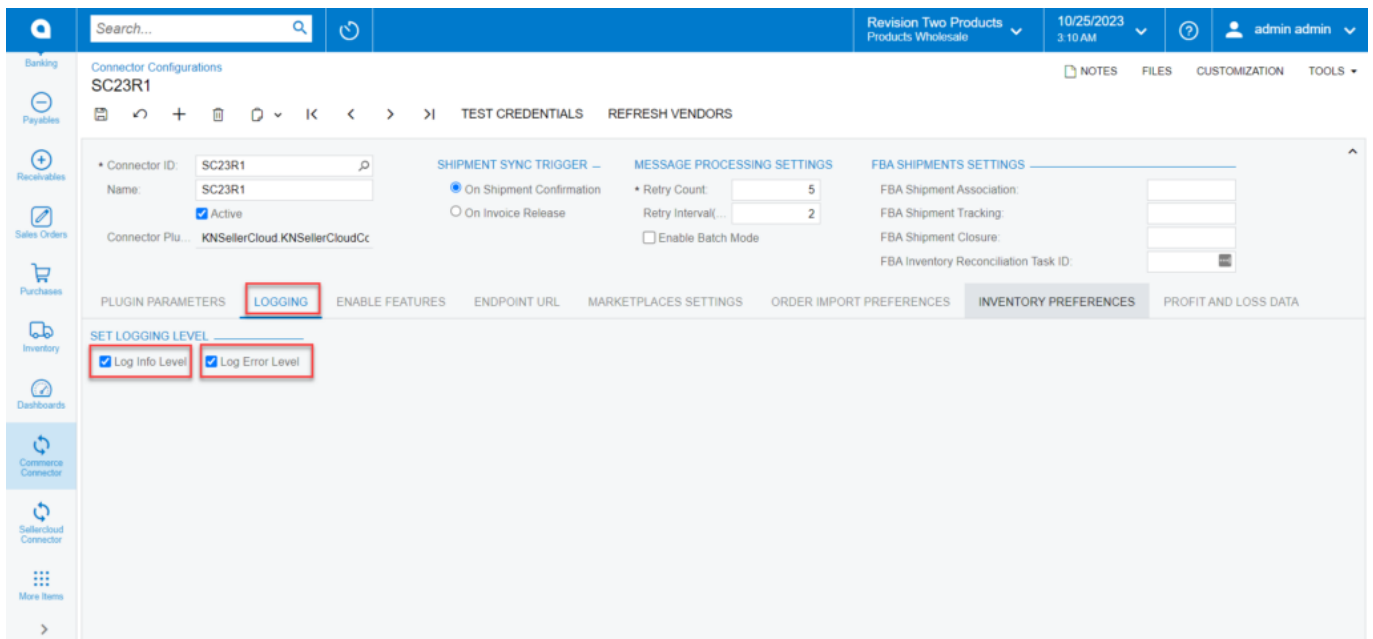 Search...
Revision Two Products
Products Wholesale
10/25/2023
3:10 AM
admin admin
Banking
Payables
Receivables
Sales Orders
Purchases
Inventory
Dashboards
Commerce
Connector
Sellercloud
Connector
More Items
Connector Configurations
SC23R1
NOTES FILES CUSTOMIZATION TOOLS
TEST CREDENTIALS REFRESH VENDORS
* Connector ID: SC23R1
Name: SC23R1
Active
Connector Plu... KNSellerCloud.KNSellerCloudCc
SHIPMENT SYNC TRIGGER
On Shipment Confirmation
On Invoice Release
MESSAGE PROCESSING SETTINGS
* Retry Count: 5
Retry Interval(... 2
Enable Batch Mode
FBA SHIPMENTS SETTINGS
FBA Shipment Association:
FBA Shipment Tracking:
FBA Shipment Closure:
FBA Inventory Reconciliation Task ID:
PLUGIN PARAMETERS LOGGING ENABLE FEATURES ENDPOINT URL MARKETPLACES SETTINGS ORDER IMPORT PREFERENCES INVENTORY PREFERENCES PROFIT AND LOSS DATA
SET LOGGING LEVEL
Log Info Level Log Error Level